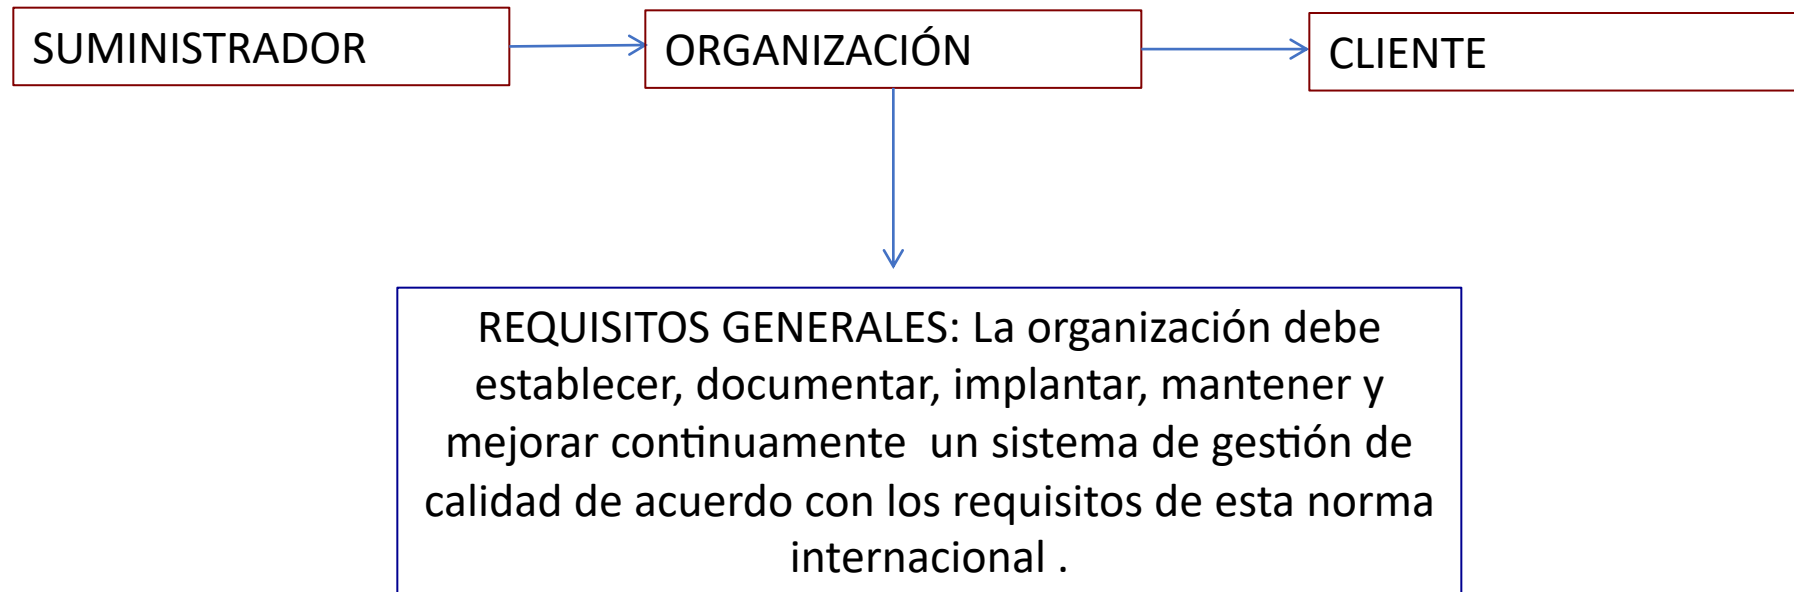 SUMINISTRADOR
ORGANIZACIÓN
CLIENTE
REQUISITOS GENERALES: La organización debe
establecer, documentar, implantar, mantener y
mejorar continuamente  un sistema de gestión de
calidad de acuerdo con los requisitos de esta norma
internacional .